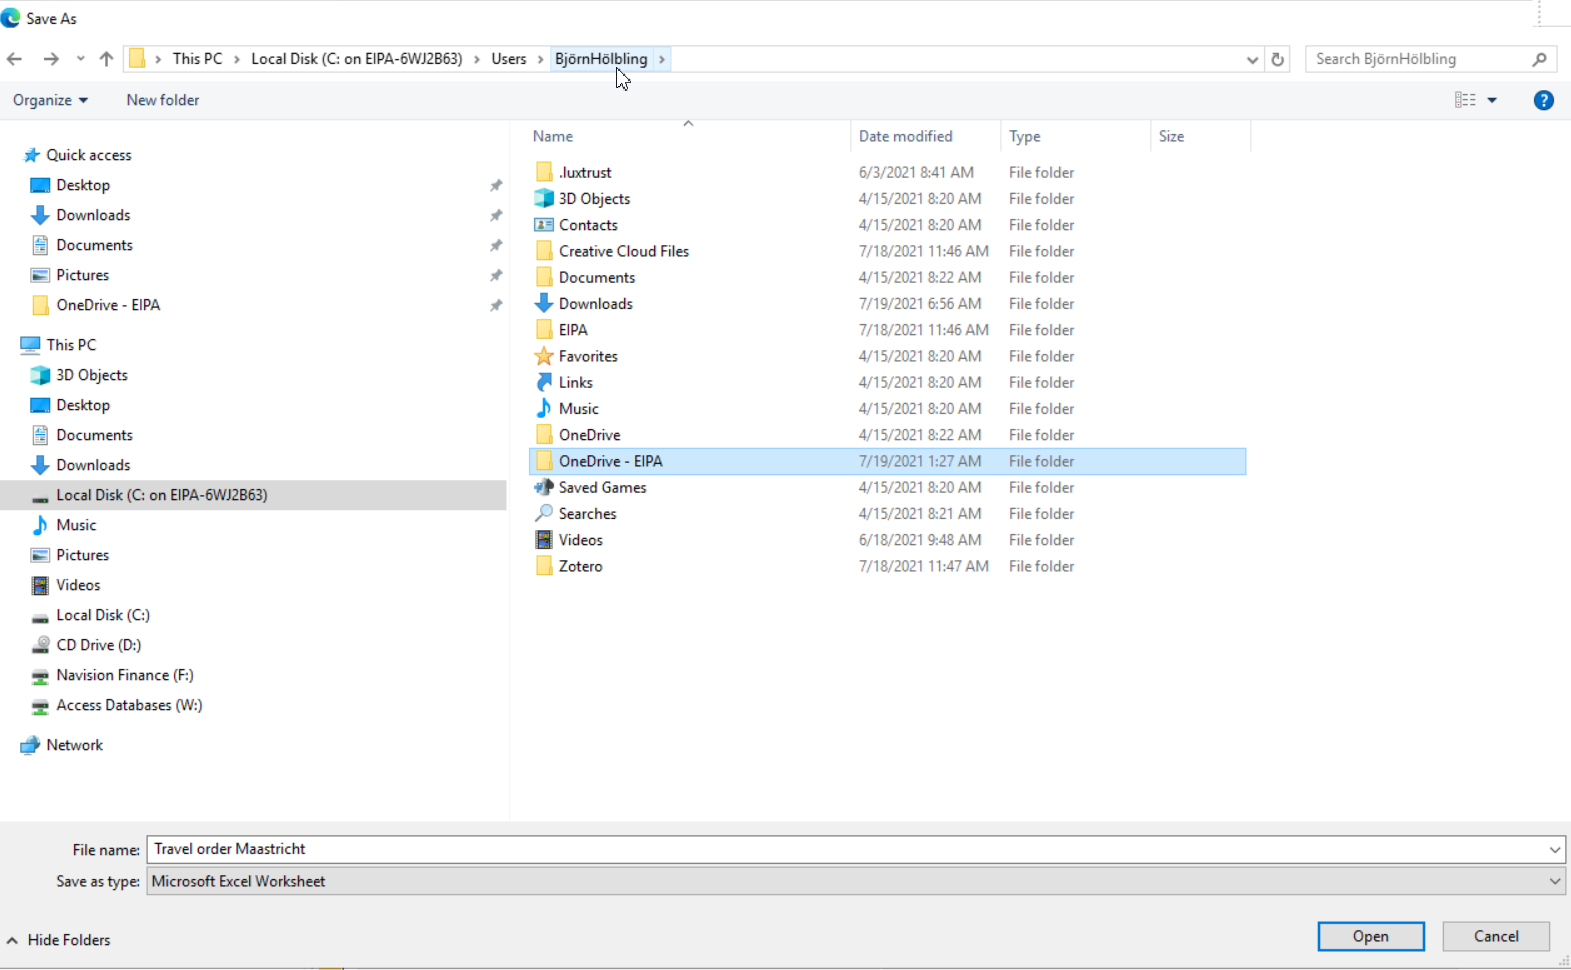 Save As
This PC > Local Disk (C: on EIPA-6WJ2B63) > Users > BjörnHölbling >
Search BjörnHölbling
Organize
New folder
?
Name
Date modified
Type
Size
Quick access
Desktop
Downloads
Documents
Pictures
OneDrive - EIPA
This PC
3D Objects
Desktop
Documents
Downloads
Local Disk (C: on EIPA-6WJ2B63)
Music
Pictures
Videos
Local Disk (C:)
CD Drive (D:)
Navision Finance (F:)
Access Databases (W:)
Network
.luxtrust 6/3/2021 8:41 AM File folder
3D Objects 4/15/2021 8:20 AM File folder
Contacts 4/15/2021 8:20 AM File folder
Creative Cloud Files 7/18/2021 11:46 AM File folder
Documents 4/15/2021 8:22 AM File folder
Downloads 7/19/2021 6:56 AM File folder
EIPA 7/18/2021 11:46 AM File folder
Favorites 4/15/2021 8:20 AM File folder
Links 4/15/2021 8:20 AM File folder
Music 4/15/2021 8:20 AM File folder
OneDrive 4/15/2021 8:22 AM File folder
OneDrive - EIPA 7/19/2021 1:27 AM File folder
Saved Games 4/15/2021 8:20 AM File folder
Searches 4/15/2021 8:21 AM File folder
Videos 6/18/2021 9:48 AM File folder
Zotero 7/18/2021 11:47 AM File folder
File name: Travel order Maastricht
Save as type: Microsoft Excel Worksheet
Hide Folders
Open
Cancel